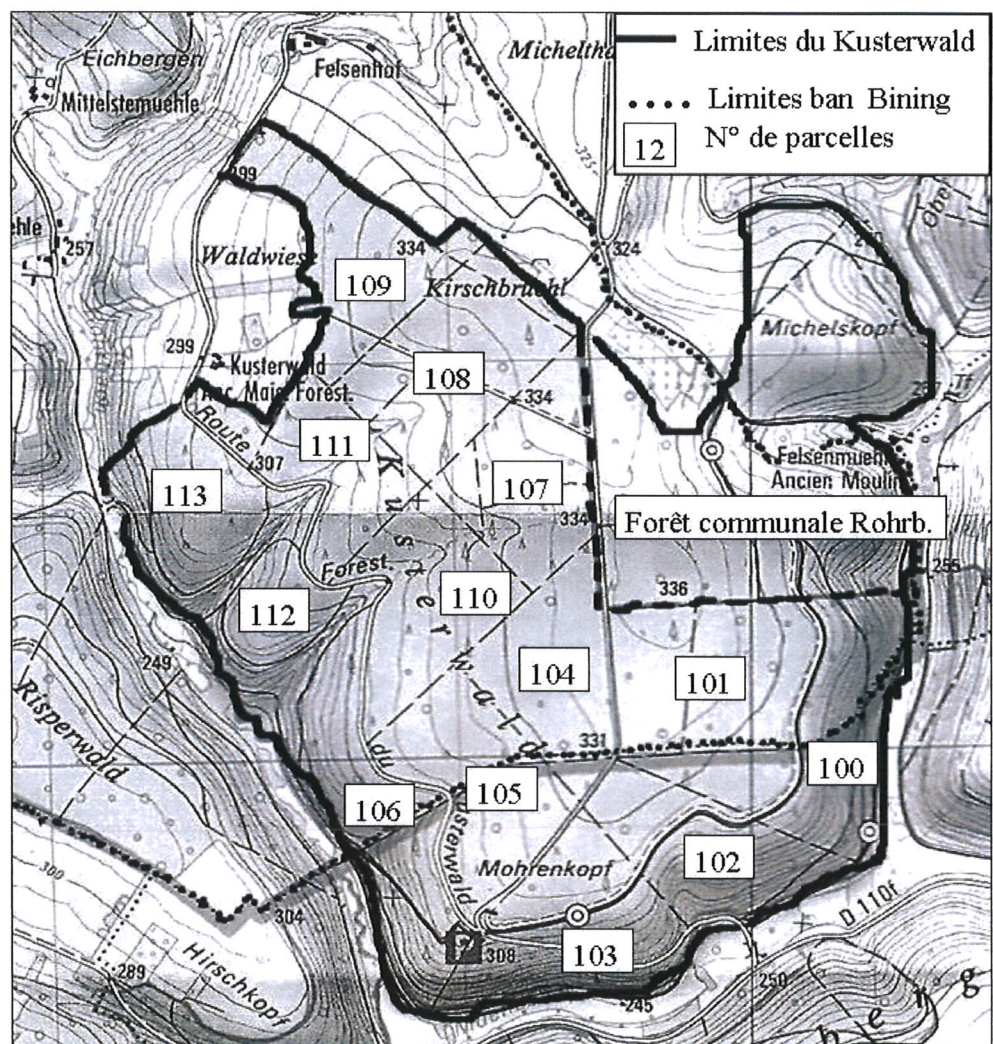 Eichbergen
Mittelstemuehle
Felsenhof
Limites du Kusterwald
Limites ban Bining
12 N° de parcelles
325
299
257
Waldwiese
334
109
Kirschbruehl
324
Michelskopf
299
Kusterwald
108
334
Route
307
111
113
107
Felsenmuehle
Ancien Moulin
334
Forêt communale Rohrb.
Forest.
Kusterwald
255
336
110
112
249
104
101
Risperwald
331
du
100
106
105
Kusterwald
Mohrenkopf
102
300
304
P
308
103
D 110f
Hirschkopf
289
245
250